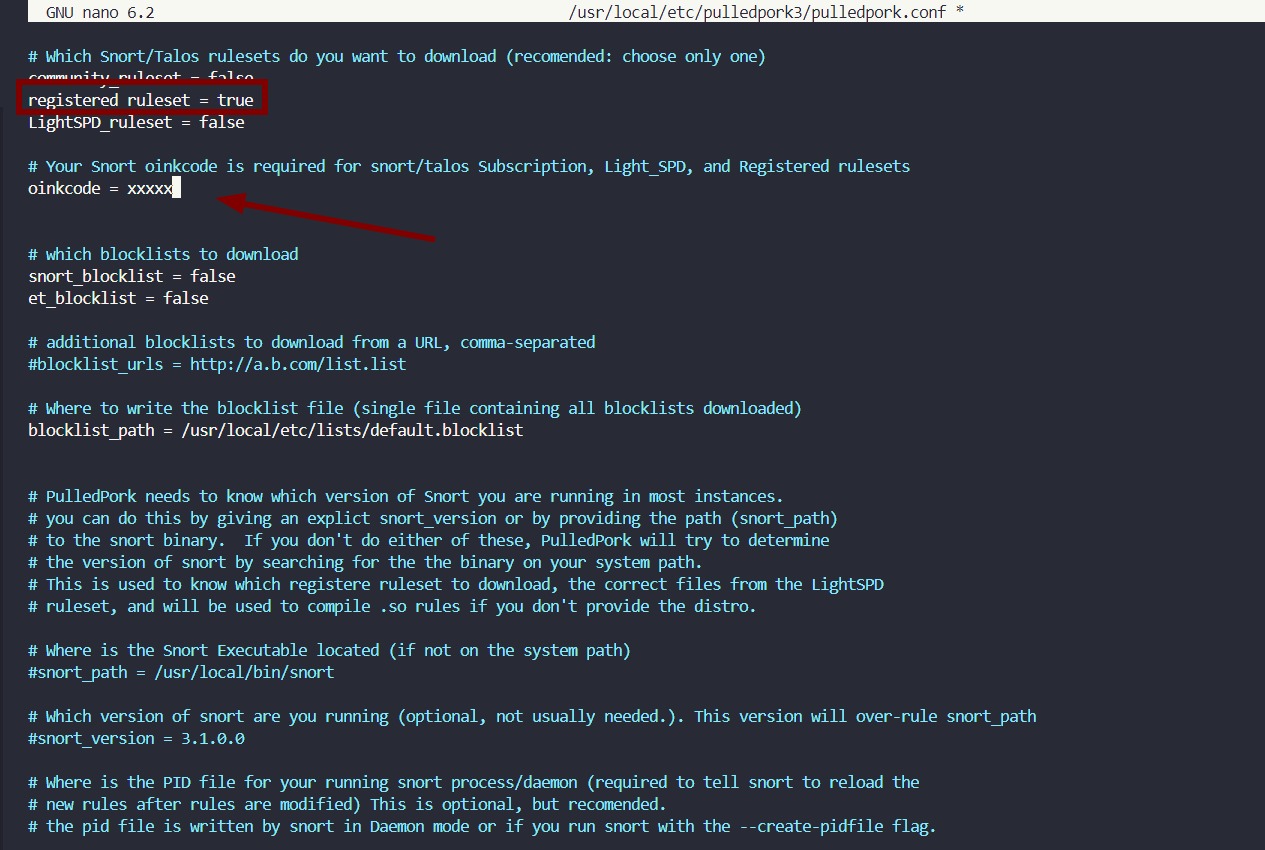 GNU nano 6.2 /usr/local/etc/pulledpork3/pulledpork.conf *
# Which Snort/Talos rulesets do you want to download (recomended: choose only one)
community_ruleset = false
registered_ruleset = true
LightSPD_ruleset = false
# Your Snort oinkcode is required for snort/talos Subscription, Light_SPD, and Registered rulesets
oinkcode = xxxxx
# which blocklists to download
snort_blocklist = false
et_blocklist = false
# additional blocklists to download from a URL, comma-separated
#blocklist_urls = http://a.b.com/list.list
# Where to write the blocklist file (single file containing all blocklists downloaded)
blocklist_path = /usr/local/etc/lists/default.blocklist
# PulledPork needs to know which version of Snort you are running in most instances.
# you can do this by giving an explict snort_version or by providing the path (snort_path)
# to the snort binary.  If you don't do either of these, PulledPork will try to determine
# the version of snort by searching for the the binary on your system path.
# This is used to know which registere ruleset to download, the correct files from the LightSPD
# ruleset, and will be used to compile .so rules if you don't provide the distro.
# Where is the Snort Executable located (if not on the system path)
#snort_path = /usr/local/bin/snort
# Which version of snort are you running (optional, not usually needed.). This version will over-rule snort_path
#snort_version = 3.1.0.0
# Where is the PID file for your running snort process/daemon (required to tell snort to reload the
# new rules after rules are modified) This is optional, but recomended.
# the pid file is written by snort in Daemon mode or if you run snort with the --create-pidfile flag.